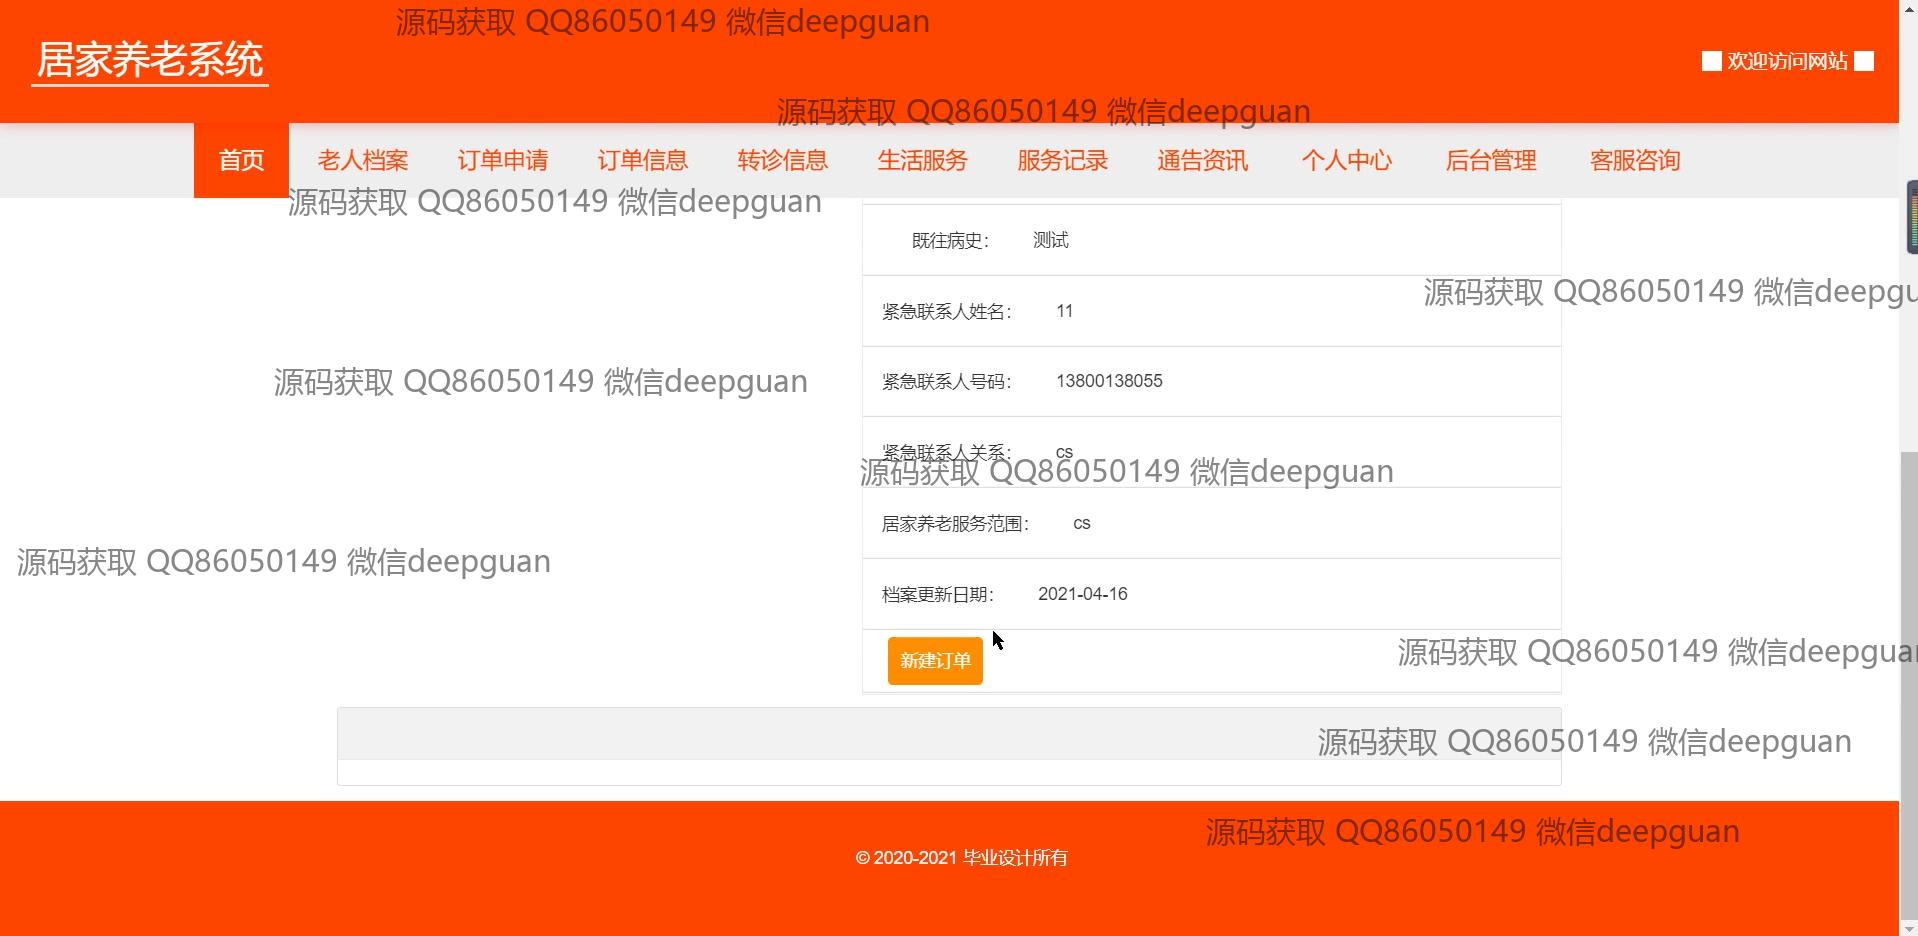 源码获取 QQ86050149 微信deepguan
居家养老系统
欢迎访问网站
源码获取 QQ86050149 微信deepguan
首页 老人档案 订单申请 订单信息 转诊信息 生活服务 服务记录 通告资讯 个人中心 后台管理 客服咨询
源码获取 QQ86050149 微信deepguan
既往病史： 测试
源码获取 QQ86050149 微信deepgu
紧急联系人姓名： 11
紧急联系人号码： 13800138055
源码获取 QQ86050149 微信deepguan
紧急联系人关系： cs
源码获取 QQ86050149 微信deepguan
居家养老服务范围： cs
源码获取 QQ86050149 微信deepguan
档案更新日期： 2021-04-16
源码获取 QQ86050149 微信deepguan
新建订单
源码获取 QQ86050149 微信deepguan
源码获取 QQ86050149 微信deepguan
© 2020-2021 毕业设计所有